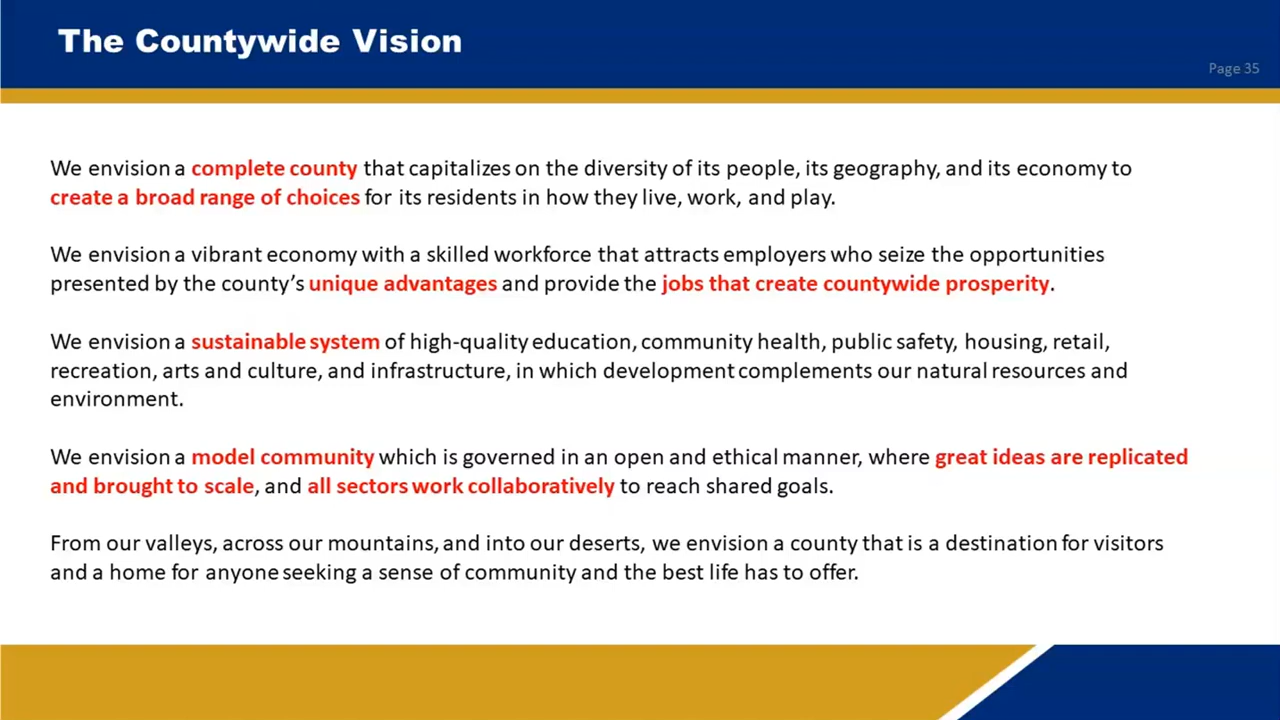 The Countywide Vision
Page 35
We envision a complete county that capitalizes on the diversity of its people, its geography, and its economy to
create a broad range of choices for its residents in how they live, work, and play.
We envision a vibrant economy with a skilled workforce that attracts employers who seize the opportunities
presented by the county’s unique advantages and provide the jobs that create countywide prosperity.
We envision a sustainable system of high-quality education, community health, public safety, housing, retail,
recreation, arts and culture, and infrastructure, in which development complements our natural resources and
environment.
We envision a model community which is governed in an open and ethical manner, where great ideas are replicated
and brought to scale, and all sectors work collaboratively to reach shared goals.
From our valleys, across our mountains, and into our deserts, we envision a county that is a destination for visitors
and a home for anyone seeking a sense of community and the best life has to offer.